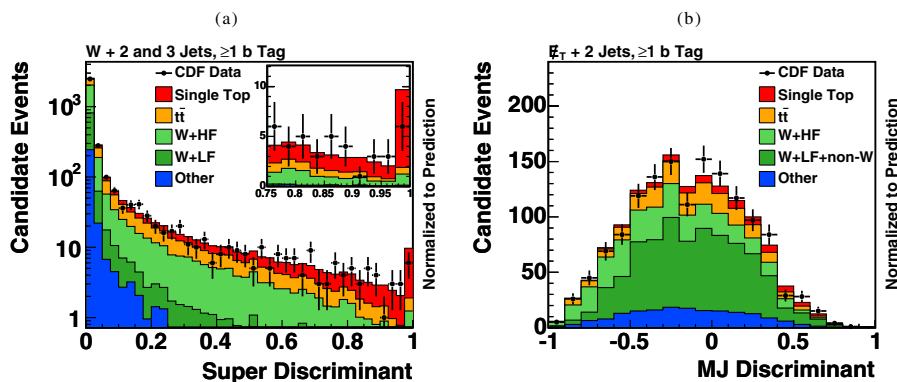 (a)
W + 2 and 3 Jets, ≥1 b Tag
Candidate Events
10³
10²
10
1
CDF Data
Single Top
tt̄
W+HF
W+LF
Other
10
5
0
0.75 0.8 0.85 0.9 0.95 1
Normalized to Prediction
0 0.2 0.4 0.6 0.8 1
Super Discriminant
(b)
E̸_T + 2 Jets, ≥1 b Tag
Candidate Events
200
150
100
50
0
CDF Data
Single Top
tt̄
W+HF
W+LF+non-W
Other
Normalized to Prediction
-1 -0.5 0 0.5 1
MJ Discriminant